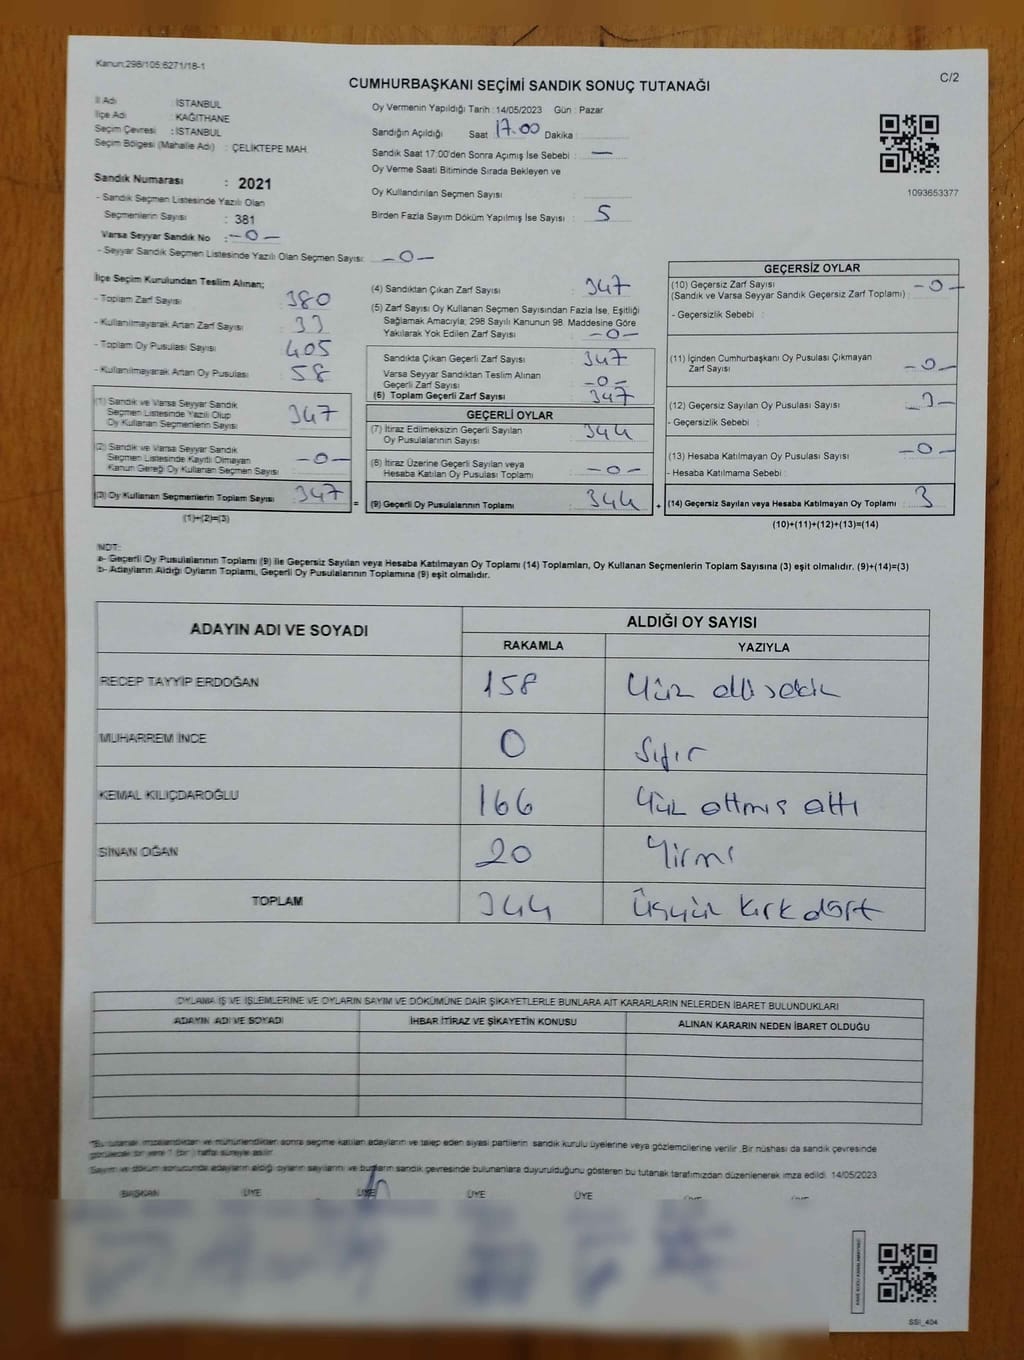 Kanun:298/105;6271/18-1
C/2
CUMHURBAŞKANI SEÇİMİ SANDIK SONUÇ TUTANAĞI
İl Adı : İSTANBUL
İlçe Adı : KAĞITHANE
Seçim Çevresi : İSTANBUL
Seçim Bölgesi (Mahalle Adı) : ÇELİKTEPE MAH.
Sandık Numarası : 2021
- Sandık Seçmen Listesinde Yazılı Olan
Seçmenlerin Sayısı : 381
Varsa Seyyar Sandık No : -0-
- Seyyar Sandık Seçmen Listesinde Yazılı Olan Seçmen Sayısı: -0-
Oy Vermenin Yapıldığı Tarih : 14/05/2023 Gün : Pazar
Sandığın Açıldığı Saat 17.00 Dakika :
Sandık Saat 17:00'den Sonra Açımış İse Sebebi : —
Oy Verme Saati Bitiminde Sırada Bekleyen ve
Oy Kullandırılan Seçmen Sayısı :
Birden Fazla Sayım Döküm Yapılmış İse Sayısı : 5
1093653377
İlçe Seçim Kurulundan Teslim Alınan;
- Toplam Zarf Sayısı : 380
- Kullanılmayarak Artan Zarf Sayısı : 33
- Toplam Oy Pusulası Sayısı : 405
- Kullanılmayarak Artan Oy Pusulası : 58
(1) Sandık ve Varsa Seyyar Sandık
Seçmen Listesinde Yazılı Olup
Oy Kullanan Seçmenlerin Sayısı : 347
(2) Sandık ve Varsa Seyyar Sandık
Seçmen Listesinde Kayıtlı Olmayan
Kanun Gereği Oy Kullanan Seçmen Sayısı : -0-
(3) Oy Kullanan Seçmenlerin Toplam Sayısı : 347
(1)+(2)=(3)
(4) Sandıktan Çıkan Zarf Sayısı : 347
(5) Zarf Sayısı Oy Kullanan Seçmen Sayısından Fazla İse, Eşitliği
Sağlamak Amacıyla, 298 Sayılı Kanunun 98. Maddesine Göre
Yakılarak Yok Edilen Zarf Sayısı : -0-
Sandıkta Çıkan Geçerli Zarf Sayısı : 347
Varsa Seyyar Sandıktan Teslim Alınan
Geçerli Zarf Sayısı : -0-
(6) Toplam Geçerli Zarf Sayısı : 347
GEÇERLİ OYLAR
(7) İtiraz Edilmeksizin Geçerli Sayılan
Oy Pusulalarının Sayısı : 344
(8) İtiraz Üzerine Geçerli Sayılan veya
Hesaba Katılan Oy Pusulası Toplamı : -0-
= (9) Geçerli Oy Pusulalarının Toplamı : 344
GEÇERSİZ OYLAR
(10) Geçersiz Zarf Sayısı -0-
(Sandık ve Varsa Seyyar Sandık Geçersiz Zarf Toplamı) :
- Geçersizlik Sebebi :
(11) İçinden Cumhurbaşkanı Oy Pusulası Çıkmayan
Zarf Sayısı : -0-
(12) Geçersiz Sayılan Oy Pusulası Sayısı : -3-
- Geçersizlik Sebebi :
(13) Hesaba Katılmayan Oy Pusulası Sayısı : -0-
- Hesaba Katılmama Sebebi :
+ (14) Geçersiz Sayılan veya Hesaba Katılmayan Oy Toplamı : 3
(10)+(11)+(12)+(13)=(14)
NOT:
a- Geçerli Oy Pusulalarının Toplamı (9) ile Geçersiz Sayılan veya Hesaba Katılmayan Oy Toplamı (14) Toplamları, Oy Kullanan Seçmenlerin Toplam Sayısına (3) eşit olmalıdır. (9)+(14)=(3)
b- Adayların Aldığı Oyların Toplamı, Geçerli Oy Pusulalarının Toplamına (9) eşit olmalıdır.
ADAYIN ADI VE SOYADI ALDIĞI OY SAYISI
RAKAMLA YAZIYLA
RECEP TAYYİP ERDOĞAN 158 Yüz elli sekiz
MUHARREM İNCE 0 Sıfır
KEMAL KILIÇDAROĞLU 166 Yüz altmış altı
SİNAN OĞAN 20 Yirmi
TOPLAM 344 Üçyüz kırk dört
OYLAMA İŞ VE İŞLEMLERİNE VE OYLARIN SAYIM VE DÖKÜMÜNE DAİR ŞİKAYETLERLE BUNLARA AİT KARARLARIN NELERDEN İBARET BULUNDUKLARI
ADAYIN ADI VE SOYADI İHBAR İTİRAZ VE ŞİKAYETİN KONUSU ALINAN KARARIN NEDEN İBARET OLDUĞU
*Bu tutanak imzalandıktan ve mühürlendikten sonra seçime katılan adayların ve talep eden siyasi partilerin sandık kurulu üyelerine veya gözlemcilerine verilir. Bir nüshası da sandık çevresinde
görülecek bir yere 1 (bir) hafta süreyle asılır.
Sayım ve döküm sonucunda adayların aldığı oyların sayılarını ve bunların sandık çevresinde bulunanlara duyurulduğunu gösteren bu tutanak tarafımızdan düzenlenerek imza edildi. 14/05/2023
BAŞKAN ÜYE ÜYE ÜYE ÜYE
SSİ_404